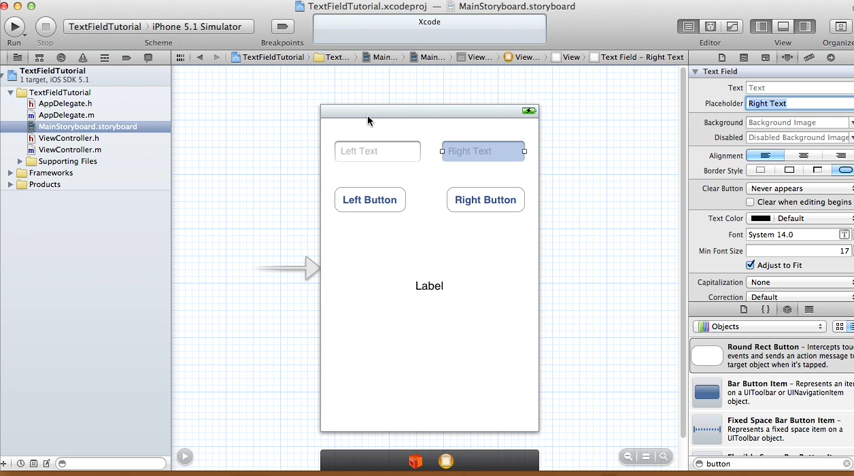 TextFieldTutorial.xcodeproj — MainStoryboard.storyboard
TextFieldTutorial iPhone 5.1 Simulator
Xcode
Run Stop Scheme Breakpoints Editor View
TextFieldTutorial Text... Main... Main... View... View... View Text Field - Right Text
TextFieldTutorial
1 target, iOS SDK 5.1
TextFieldTutorial
AppDelegate.h
AppDelegate.m
MainStoryboard.storyboard
ViewController.h
ViewController.m
Supporting Files
Frameworks
Products
Left Text Right Text
Left Button Right Button
Label
Text Field
Text Text
Placeholder Right Text
Background Background Image
Disabled Disabled Background Image
Alignment
Border Style
Clear Button Never appears
Clear when editing begins
Text Color Default
Font System 14.0
Min Font Size 17
Adjust to Fit
Capitalization None
Correction Default
Objects
Round Rect Button – Intercepts
events and sends an action message
target object when it's tapped.
Bar Button Item – Represents an
on a UIToolbar or UINavigationItem
object.
Fixed Space Bar Button Item –
Represents a fixed space item on a
UIToolbar object.
button